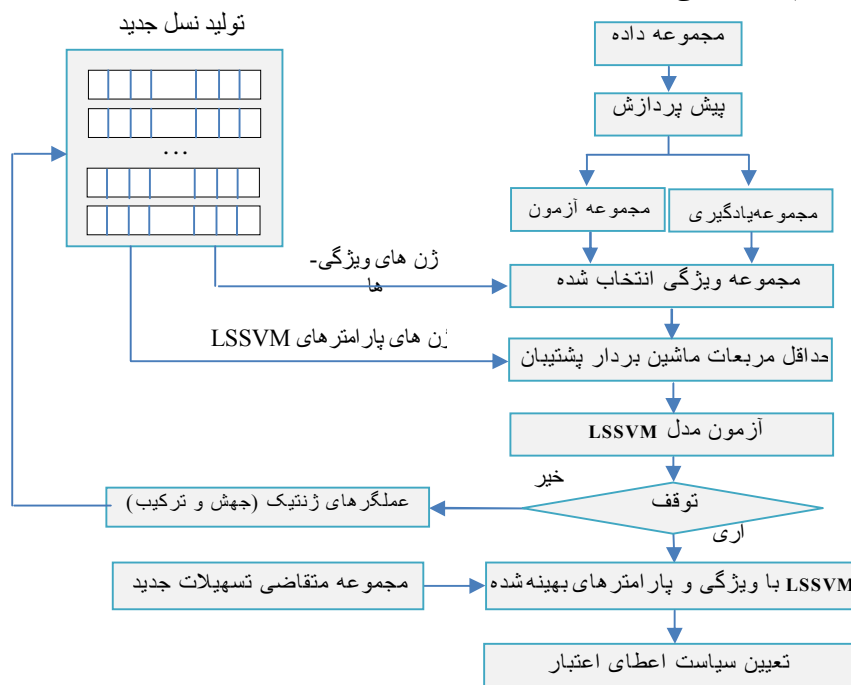 تولید نسل جدید
مجموعه داده
پیش پردازش
...
مجموعه آزمون
مجموعه‌یادگیری
ژن های ویژگی-
ها
مجموعه ویژگی انتخاب شده
ژن های پارامترهای LSSVM
حداقل مربعات ماشین بردار پشتیبان
آزمون مدل LSSVM
خیر
توقف
عملگرهای ژنتیک (جهش و ترکیب)
اری
LSSVM با ویژگی و پارامترهای بهینه شده
مجموعه متقاضی تسهیلات جدید
تعیین سیاست اعطای اعتبار